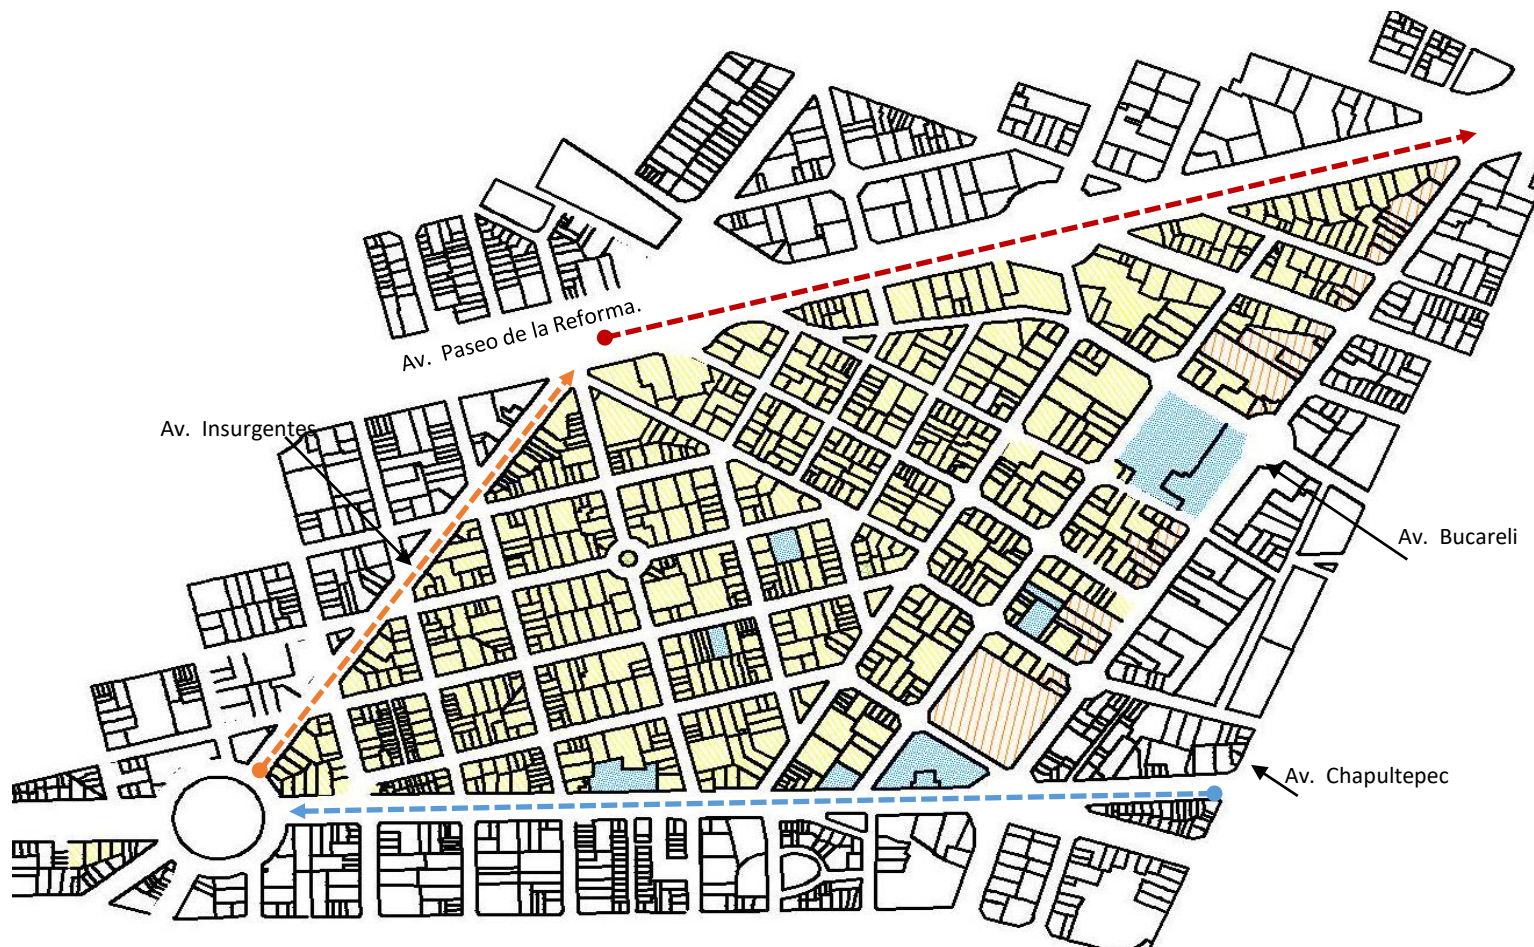 Av. Paseo de la Reforma.
Av. Insurgentes
Av. Bucareli
Av. Chapultepec